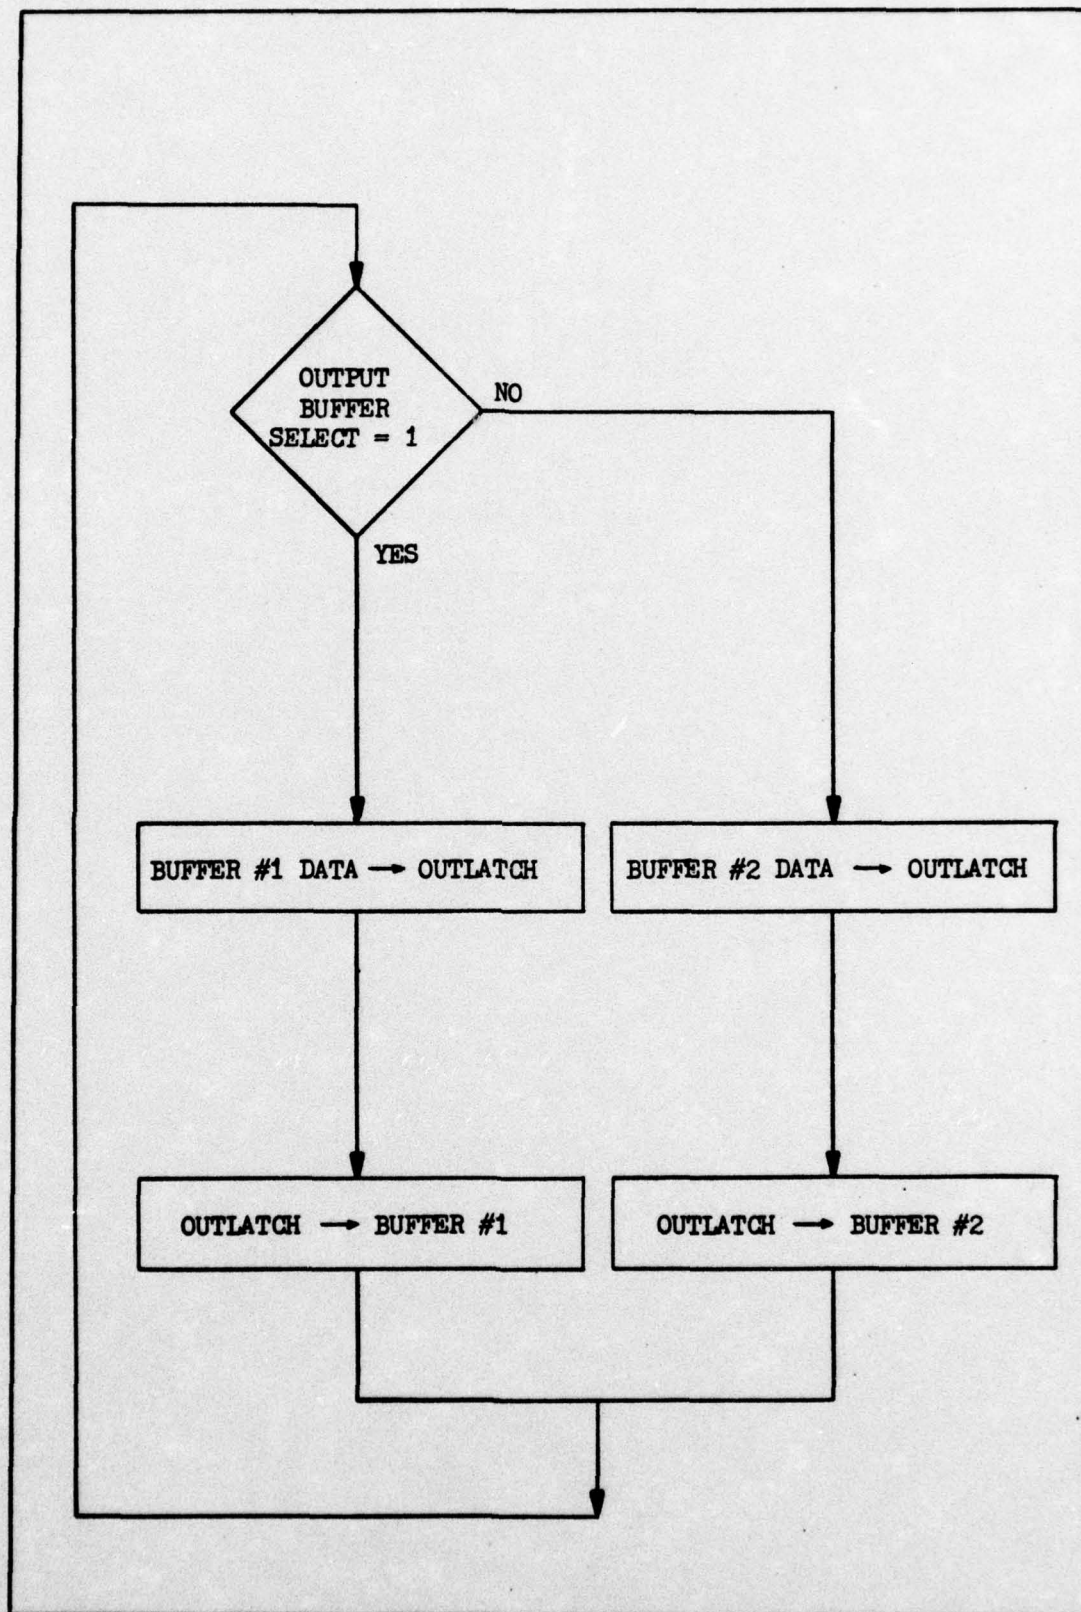 OUTPUT
BUFFER
SELECT = 1
NO
YES
BUFFER #1 DATA → OUTLATCH
BUFFER #2 DATA → OUTLATCH
OUTLATCH → BUFFER #1
OUTLATCH → BUFFER #2